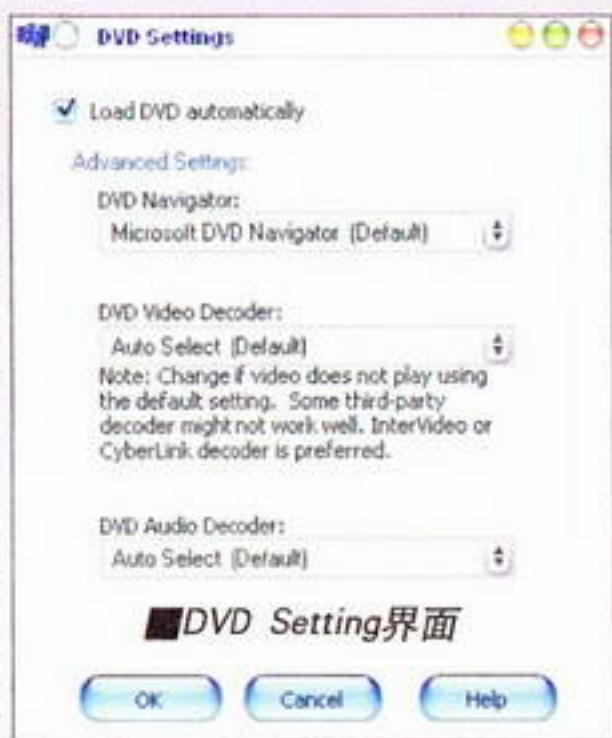 DVD Settings
Load DVD automatically
Advanced Settings:
DVD Navigator:
Microsoft DVD Navigator (Default)
DVD Video Decoder:
Auto Select (Default)
Note: Change if video does not play using
the default setting. Some third-party
decoder might not work well. InterVideo or
CyberLink decoder is preferred.
DVD Audio Decoder:
Auto Select (Default)
■DVD Setting界面
OK
Cancel
Help